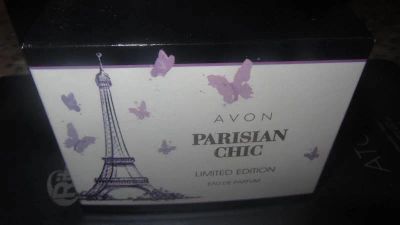 AVON
PARISIAN
CHIC
LIMITED EDITION
EAU DE PARFUM